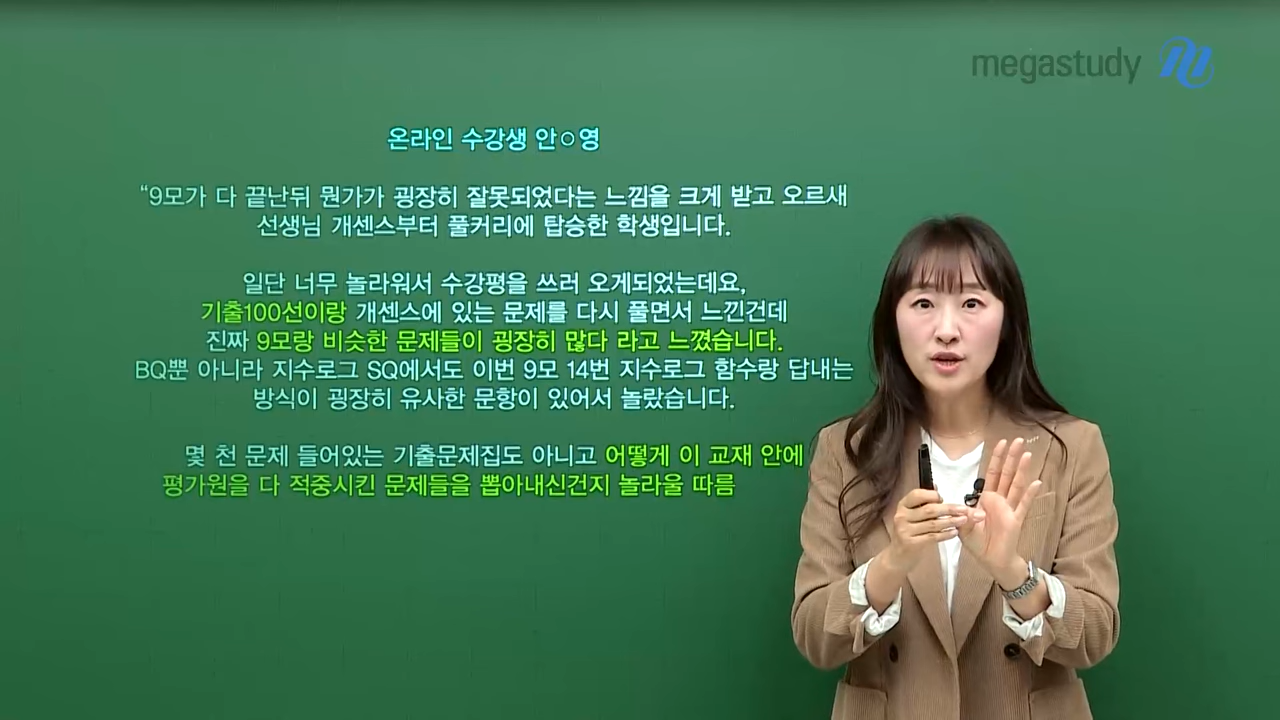 megastudy
온라인 수강생 안○영
“9모가 다 끝난뒤 뭔가가 굉장히 잘못되었다는 느낌을 크게 받고 오르새
선생님 개센스부터 풀커리에 탑승한 학생입니다.
일단 너무 놀라워서 수강평을 쓰러 오게되었는데요,
기출100선이랑 개센스에 있는 문제를 다시 풀면서 느낀건데
진짜 9모랑 비슷한 문제들이 굉장히 많다 라고 느꼈습니다.
BQ뿐 아니라 지수로그 SQ에서도 이번 9모 14번 지수로그 함수랑 답내는
방식이 굉장히 유사한 문항이 있어서 놀랐습니다.
몇 천 문제 들어있는 기출문제집도 아니고 어떻게 이 교재 안에
평가원을 다 적중시킨 문제들을 뽑아내신건지 놀라울 따름